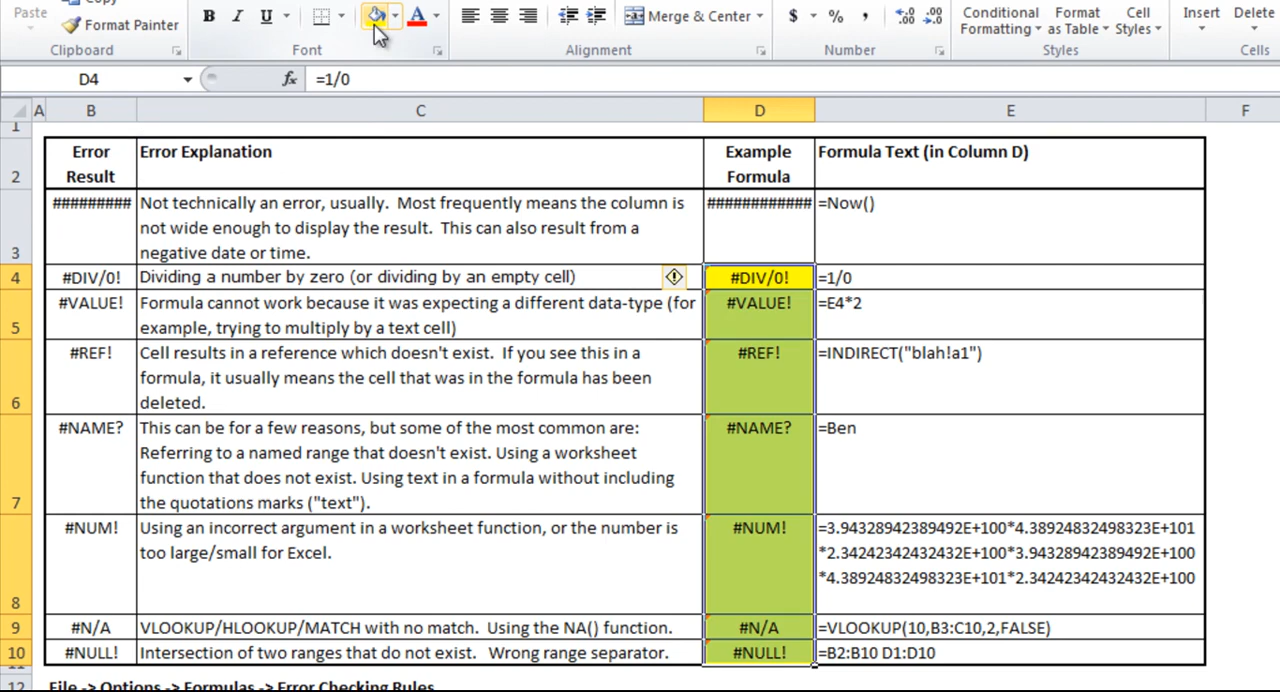 Paste
Copy
Format Painter
Clipboard
B I U
A
Font
Merge & Center
Alignment
$ % ,
.00 .0
Number
Conditional Formatting
Format as Table
Cell Styles
Styles
Insert
Delete
Cells
D4
fx
=1/0
A B C D E F
1
2
Error Result
Error Explanation
Example Formula
Formula Text (in Column D)
3
#########
Not technically an error, usually. Most frequently means the column is
not wide enough to display the result. This can also result from a
negative date or time.
############
=Now()
4
#DIV/0!
Dividing a number by zero (or dividing by an empty cell)
#DIV/0!
=1/0
5
#VALUE!
Formula cannot work because it was expecting a different data-type (for
example, trying to multiply by a text cell)
#VALUE!
=E4*2
6
#REF!
Cell results in a reference which doesn't exist. If you see this in a
formula, it usually means the cell that was in the formula has been
deleted.
#REF!
=INDIRECT("blah!a1")
7
#NAME?
This can be for a few reasons, but some of the most common are:
Referring to a named range that doesn't exist. Using a worksheet
function that does not exist. Using text in a formula without including
the quotations marks ("text").
#NAME?
=Ben
8
#NUM!
Using an incorrect argument in a worksheet function, or the number is
too large/small for Excel.
#NUM!
=3.94328942389492E+100*4.38924832498323E+101
*2.34242342432432E+100*3.94328942389492E+100
*4.38924832498323E+101*2.34242342432432E+100
9
#N/A
VLOOKUP/HLOOKUP/MATCH with no match. Using the NA() function.
#N/A
=VLOOKUP(10,B3:C10,2,FALSE)
10
#NULL!
Intersection of two ranges that do not exist. Wrong range separator.
#NULL!
=B2:B10 D1:D10
11
12
File -> Options -> Formulas -> Error Checking Rules